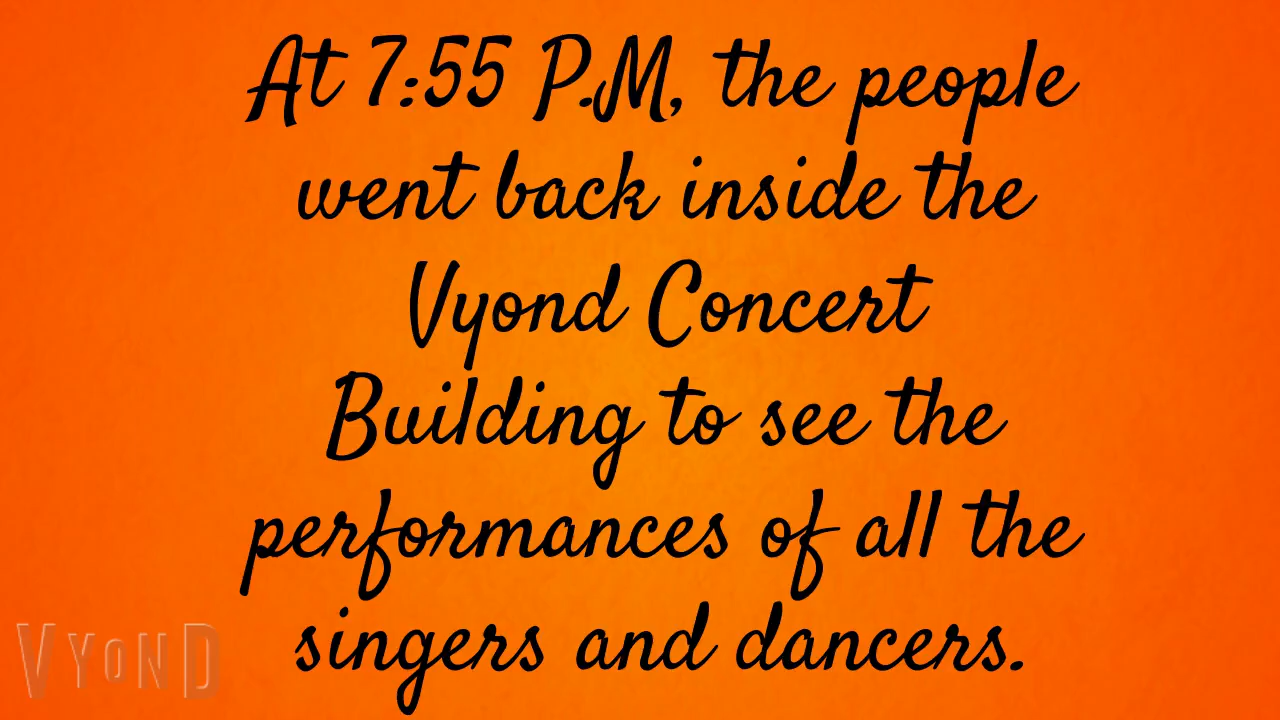 At 7:55 P.M, the people
went back inside the
Vyond Concert
Building to see the
performances of all the
singers and dancers.
VYOND